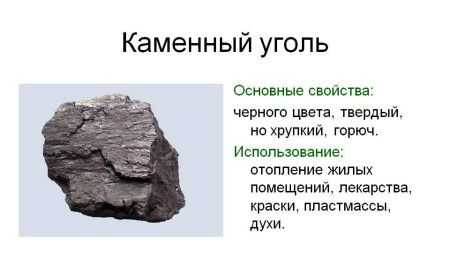 Каменный уголь
Основные свойства:
черного цвета, твердый,
но хрупкий, горюч.
Использование:
отопление жилых
помещений, лекарства,
краски, пластмассы,
духи.